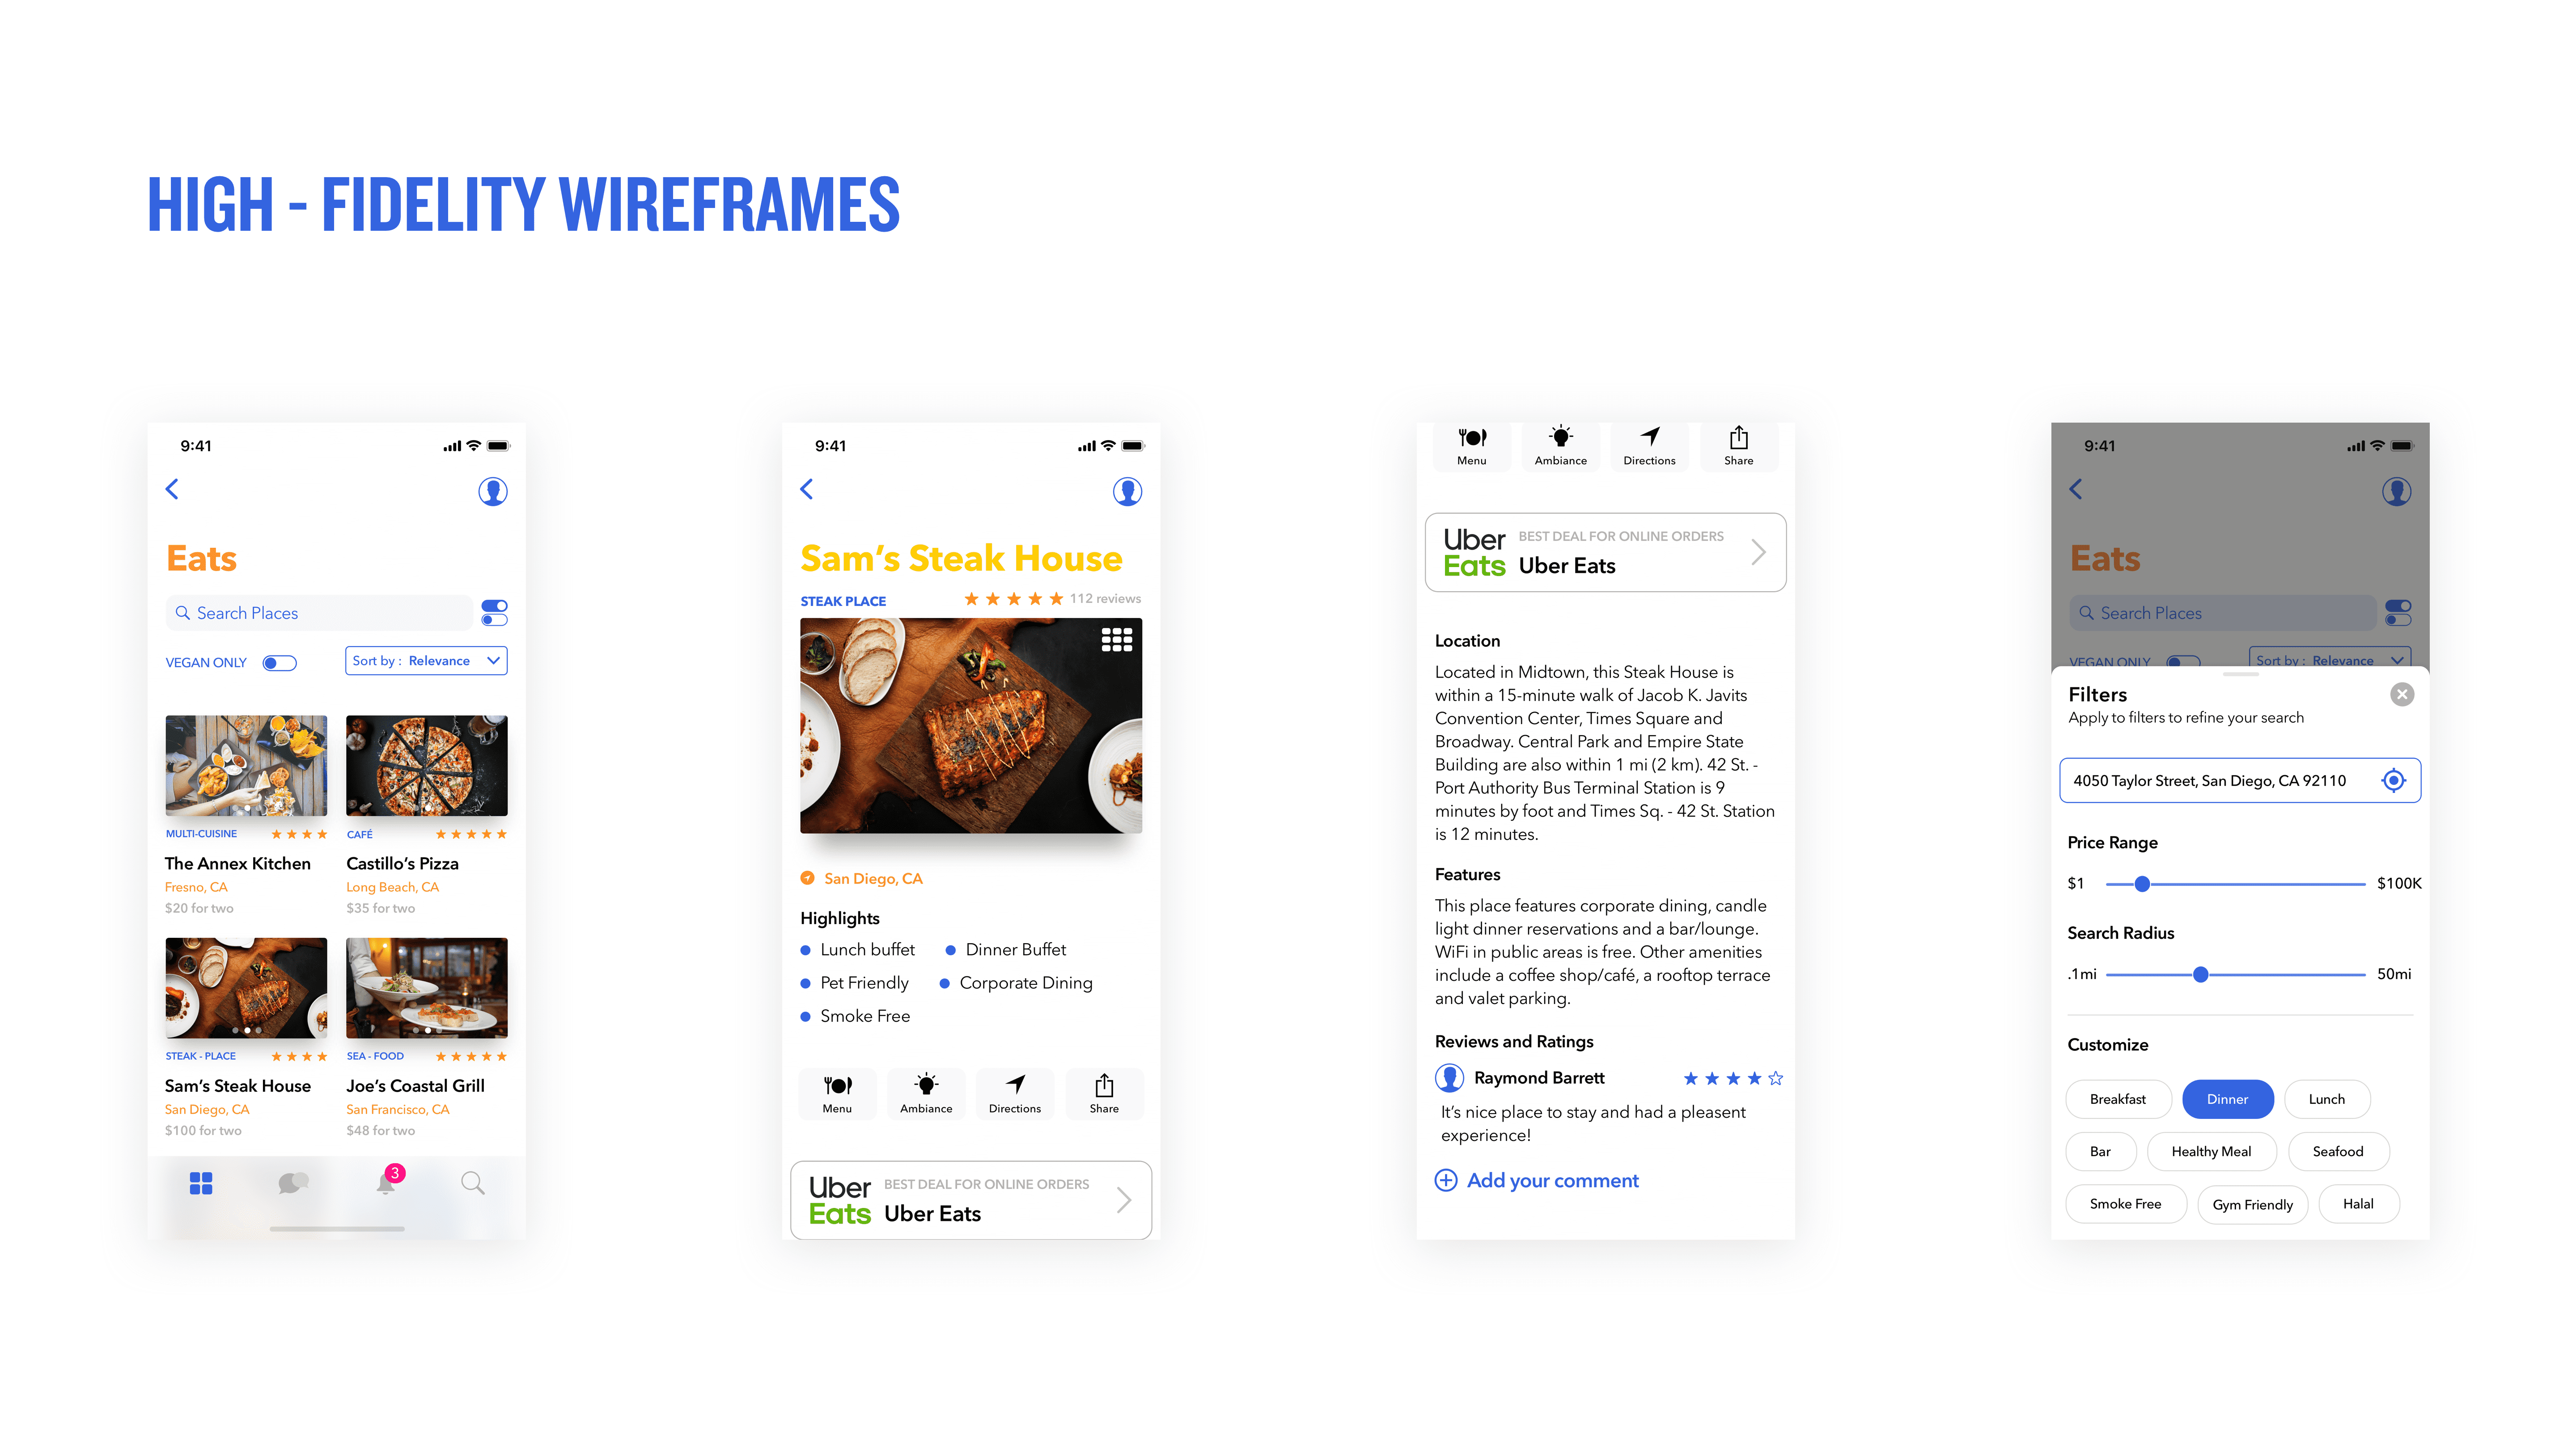 HIGH - FIDELITY WIREFRAMES
9:41
Eats
Search Places
VEGAN ONLY
Sort by : Relevance
MULTI-CUISINE
The Annex Kitchen
Fresno, CA
$20 for two
CAFÉ
Castillo's Pizza
Long Beach, CA
$35 for two
STEAK - PLACE
Sam's Steak House
San Diego, CA
$100 for two
SEA - FOOD
Joe's Coastal Grill
San Francisco, CA
$48 for two
3
9:41
Sam's Steak House
STEAK PLACE
112 reviews
San Diego, CA
Highlights
Lunch buffet
Dinner Buffet
Pet Friendly
Corporate Dining
Smoke Free
Menu
Ambiance
Directions
Share
Uber
Eats
BEST DEAL FOR ONLINE ORDERS
Uber Eats
Menu
Ambiance
Directions
Share
Uber
Eats
BEST DEAL FOR ONLINE ORDERS
Uber Eats
Location
Located in Midtown, this Steak House is
within a 15-minute walk of Jacob K. Javits
Convention Center, Times Square and
Broadway. Central Park and Empire State
Building are also within 1 mi (2 km). 42 St. -
Port Authority Bus Terminal Station is 9
minutes by foot and Times Sq. - 42 St. Station
is 12 minutes.
Features
This place features corporate dining, candle
light dinner reservations and a bar/lounge.
WiFi in public areas is free. Other amenities
include a coffee shop/café, a rooftop terrace
and valet parking.
Reviews and Ratings
Raymond Barrett
It's nice place to stay and had a pleasent
experience!
Add your comment
9:41
Eats
Search Places
VEGAN ONLY
Sort by : Relevance
Filters
Apply to filters to refine your search
4050 Taylor Street, San Diego, CA 92110
Price Range
$1
$100K
Search Radius
.1mi
50mi
Customize
Breakfast
Dinner
Lunch
Bar
Healthy Meal
Seafood
Smoke Free
Gym Friendly
Halal